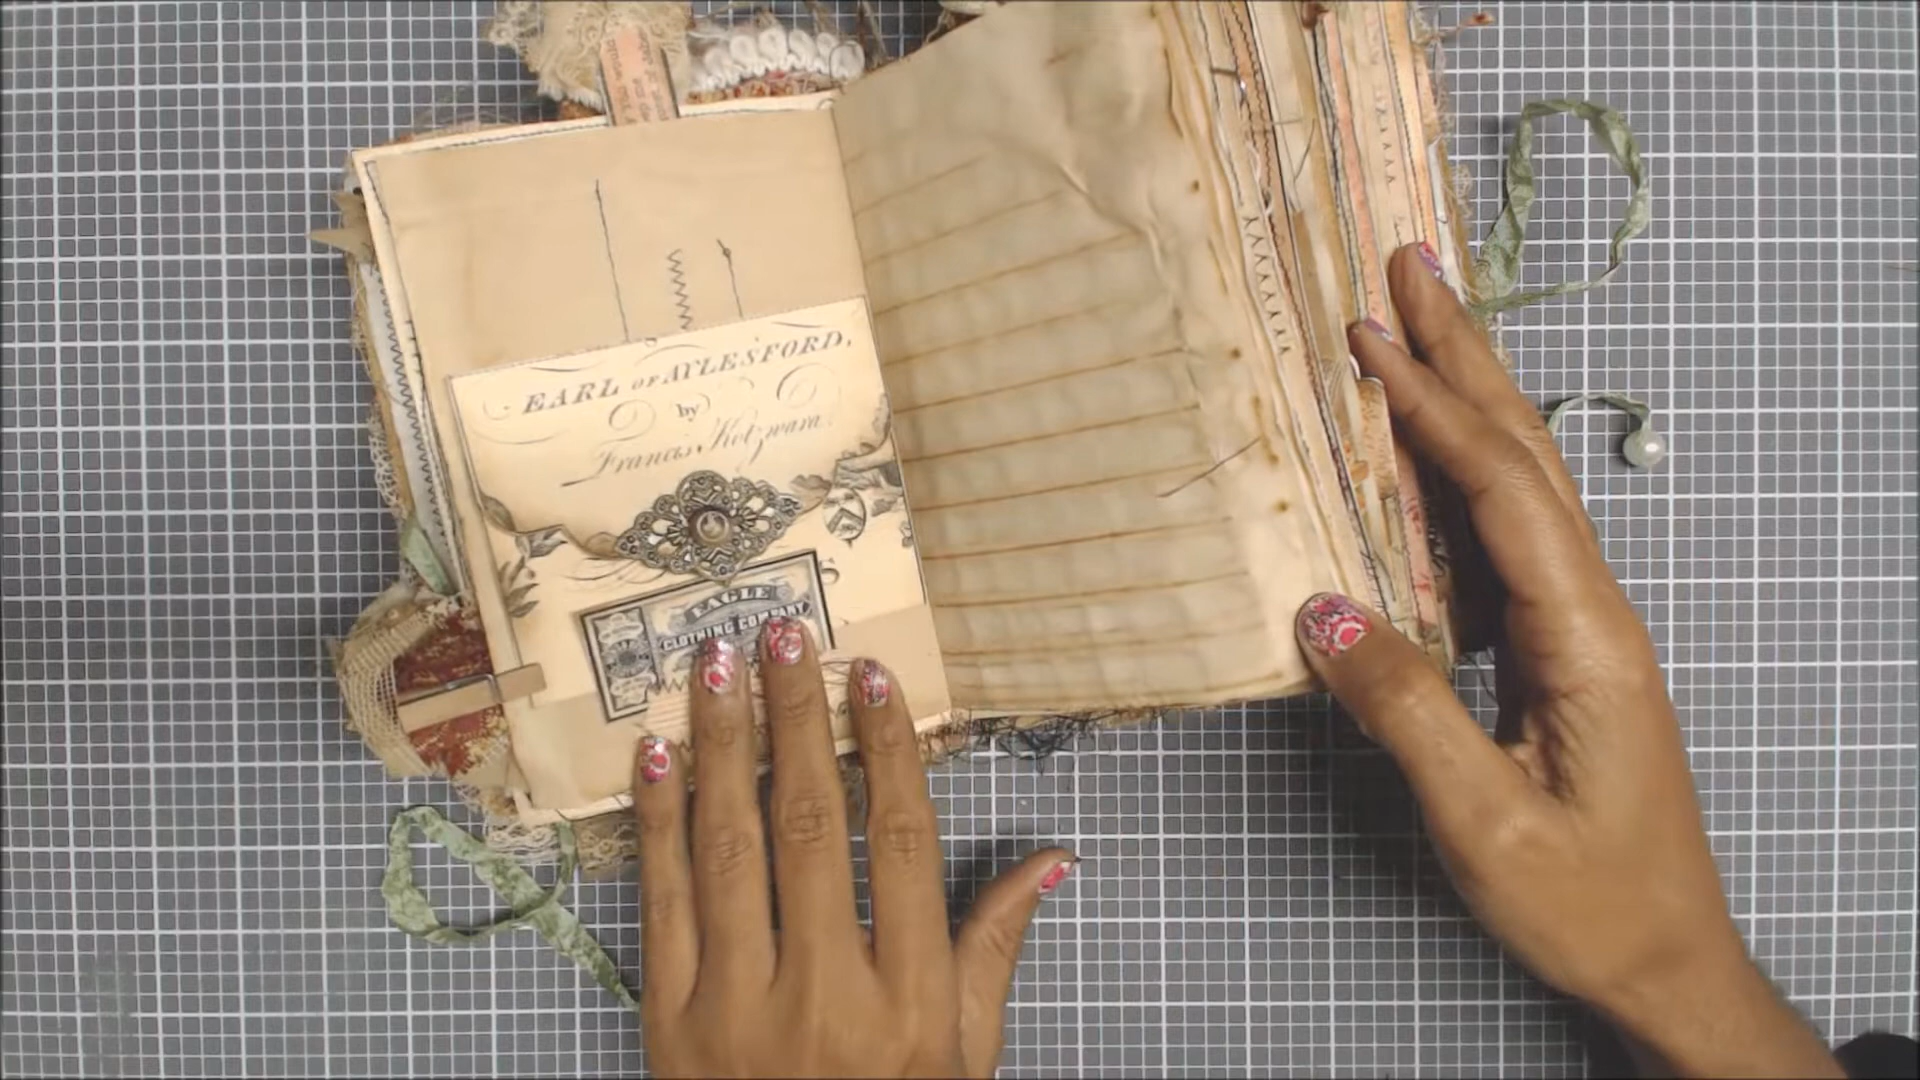 EARL OF AYLESFORD,
by
Francis Kotzwara.
EAGLE
CLOTHING COMPANY